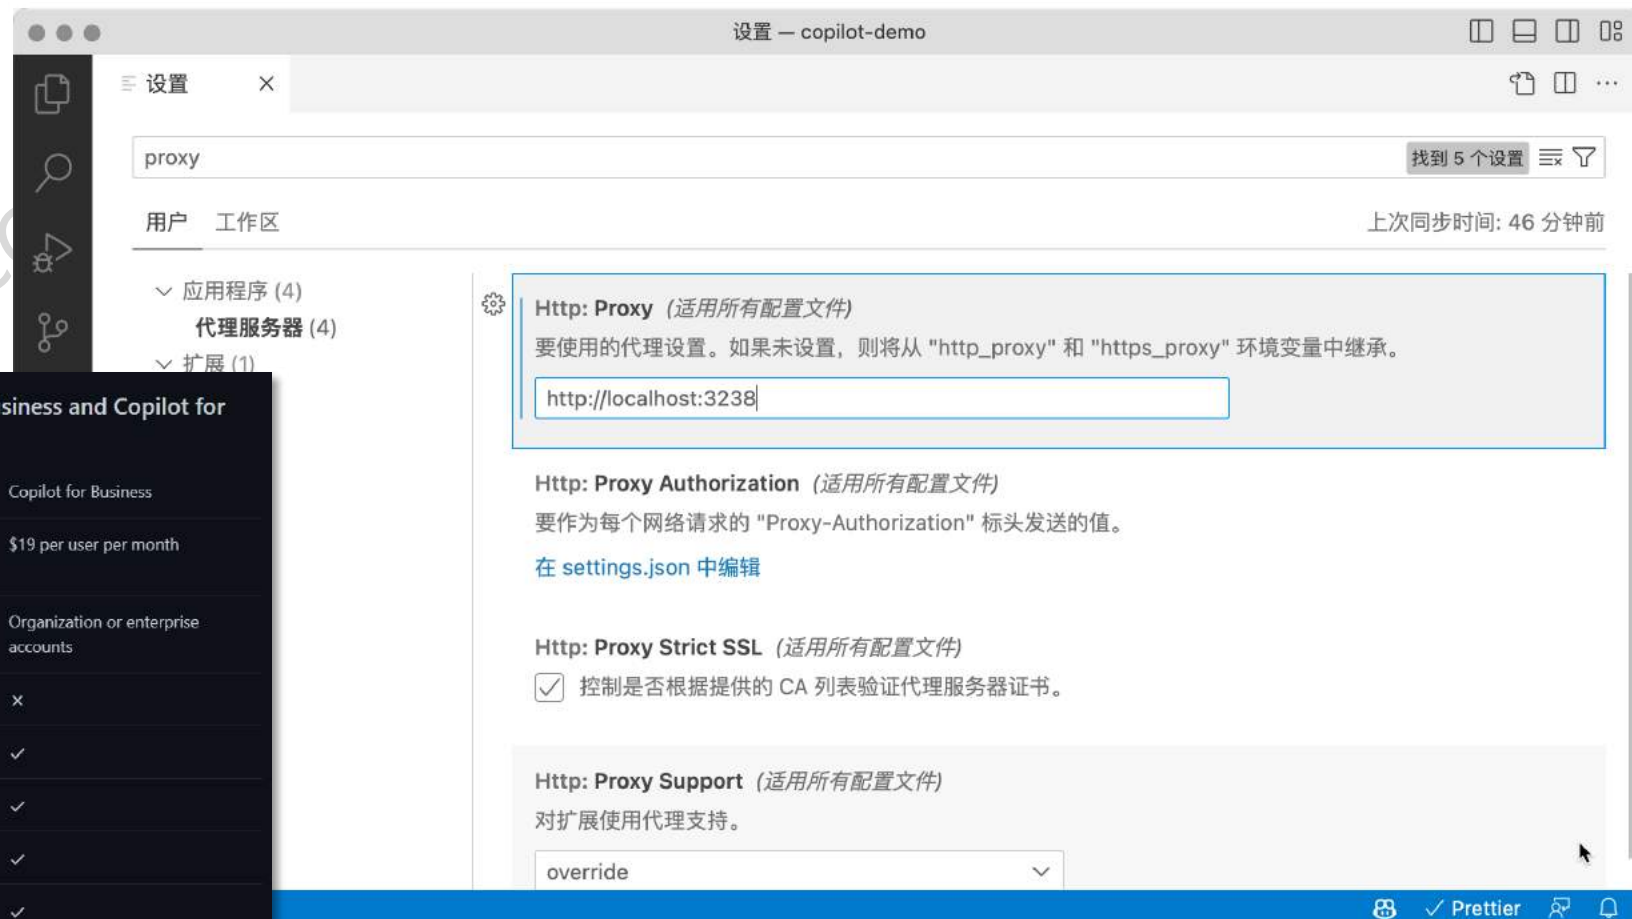 设置 — copilot-demo
设置
proxy
找到 5 个设置
用户 工作区
上次同步时间: 46 分钟前
应用程序 (4)
代理服务器 (4)
扩展 (1)
Http: Proxy (适用所有配置文件)
要使用的代理设置。如果未设置，则将从 "http_proxy" 和 "https_proxy" 环境变量中继承。
http://localhost:3238
Http: Proxy Authorization (适用所有配置文件)
要作为每个网络请求的 "Proxy-Authorization" 标头发送的值。
在 settings.json 中编辑
Http: Proxy Strict SSL (适用所有配置文件)
控制是否根据提供的 CA 列表验证代理服务器证书。
Http: Proxy Support (适用所有配置文件)
对扩展使用代理支持。
override
Prettier
siness and Copilot for
Copilot for Business
$19 per user per month
Organization or enterprise
accounts